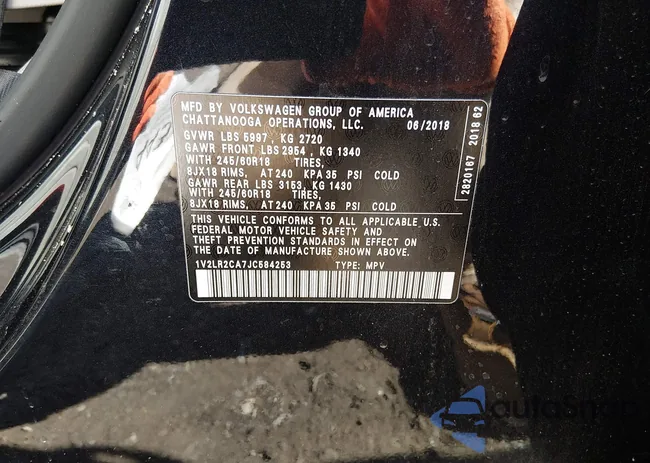 MFD BY VOLKSWAGEN GROUP OF AMERICA
CHATTANOOGA OPERATIONS, LLC. 06/2018
GVWR LBS 5997, KG 2720
GAWR FRONT LBS 2954, KG 1340
WITH 245/60R18 TIRES,
8JX18 RIMS, AT 240 KPA 35 PSI COLD
GAWR REAR LBS 3153, KG 1430
WITH 245/60R18 TIRES,
8JX18 RIMS, AT 240 KPA 35 PSI COLD
THIS VEHICLE CONFORMS TO ALL APPLICABLE U.S.
FEDERAL MOTOR VEHICLE SAFETY AND
THEFT PREVENTION STANDARDS IN EFFECT ON
THE DATE OF MANUFACTURE SHOWN ABOVE.
1V2LR2CA7JC584253 TYPE: MPV
2820167 2018 62